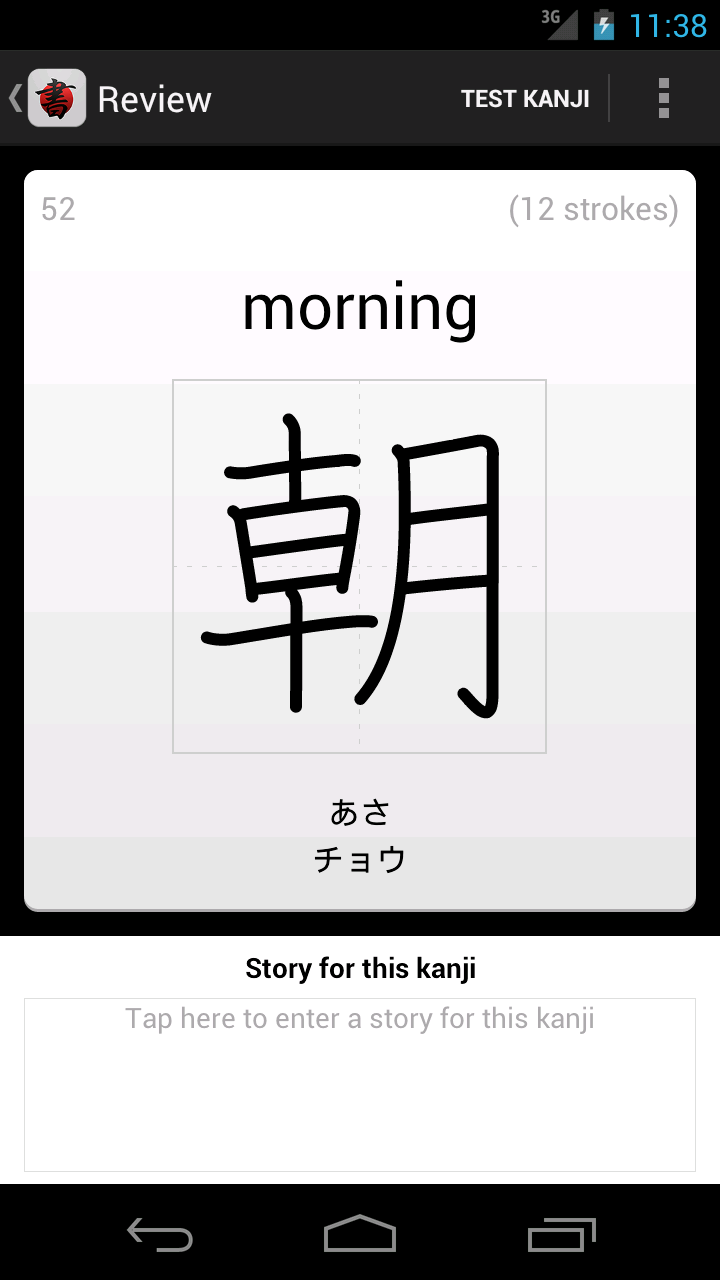 3G 11:38
書 Review TEST KANJI
52 (12 strokes)
morning
朝
あさ
チョウ
Story for this kanji
Tap here to enter a story for this kanji